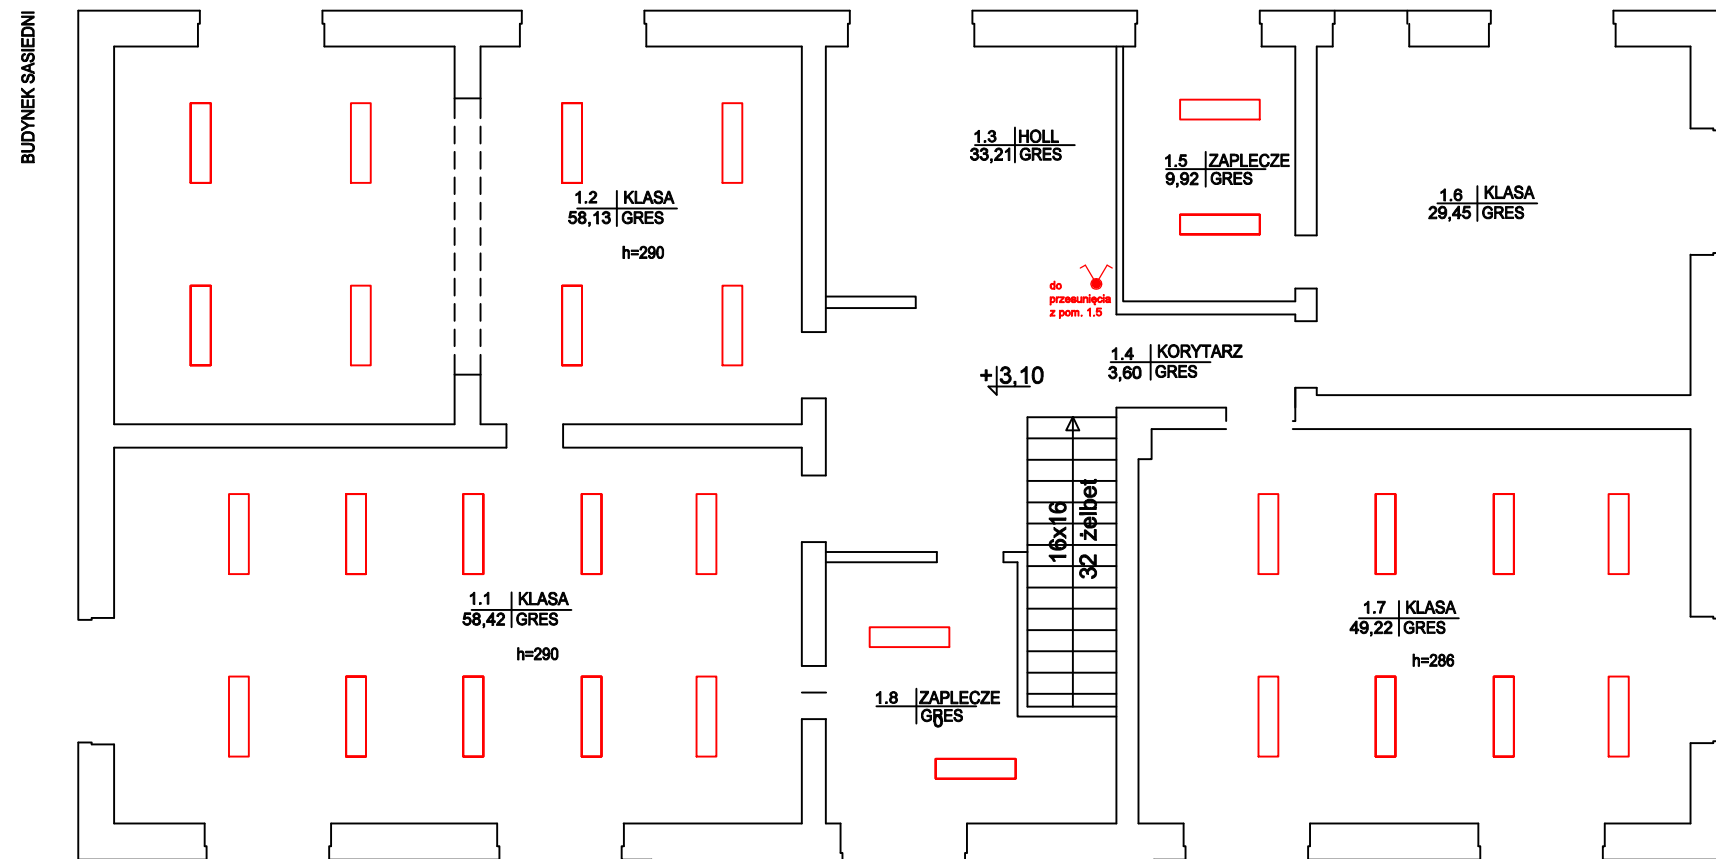 BUDYNEK SASIEDNI
1.3 HOLL
33,21 GRES
1.5 ZAPLECZE
9,92 GRES
1.2 KLASA
58,13 GRES
h=290
1.6 KLASA
29,45 GRES
do
przesunięcia
z pom. 1.5
1.4 KORYTARZ
3,60 GRES
+3,10
16x16
32 żelbet
1.1 KLASA
58,42 GRES
h=290
1.7 KLASA
49,22 GRES
h=286
1.8 ZAPLECZE
GRES
0